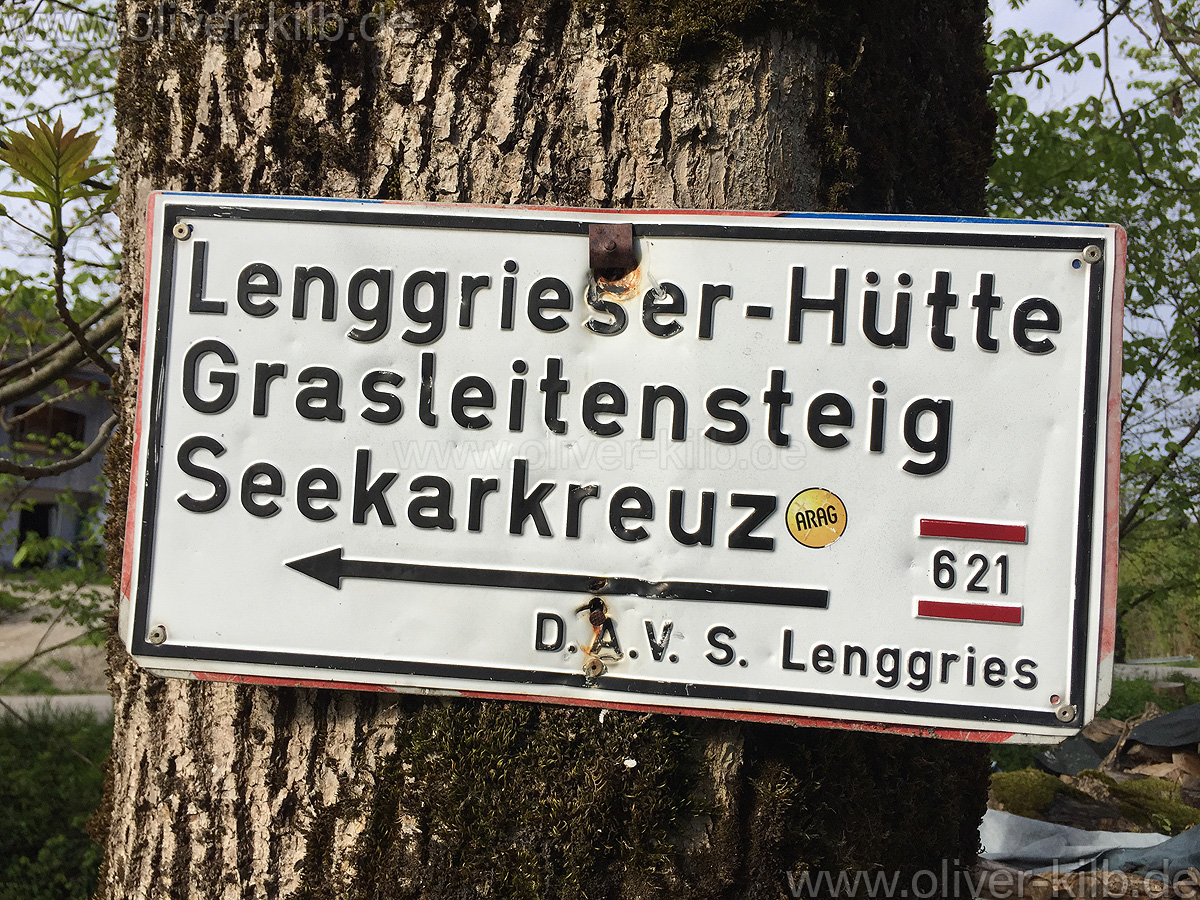 www.oliver-kilb.de
Lenggrieser-Hütte
Grasleitensteig
www.oliver-kilb.de
Seekarkreuz
ARAG
621
D.A.V. S. Lenggries
www.oliver-kilb.de